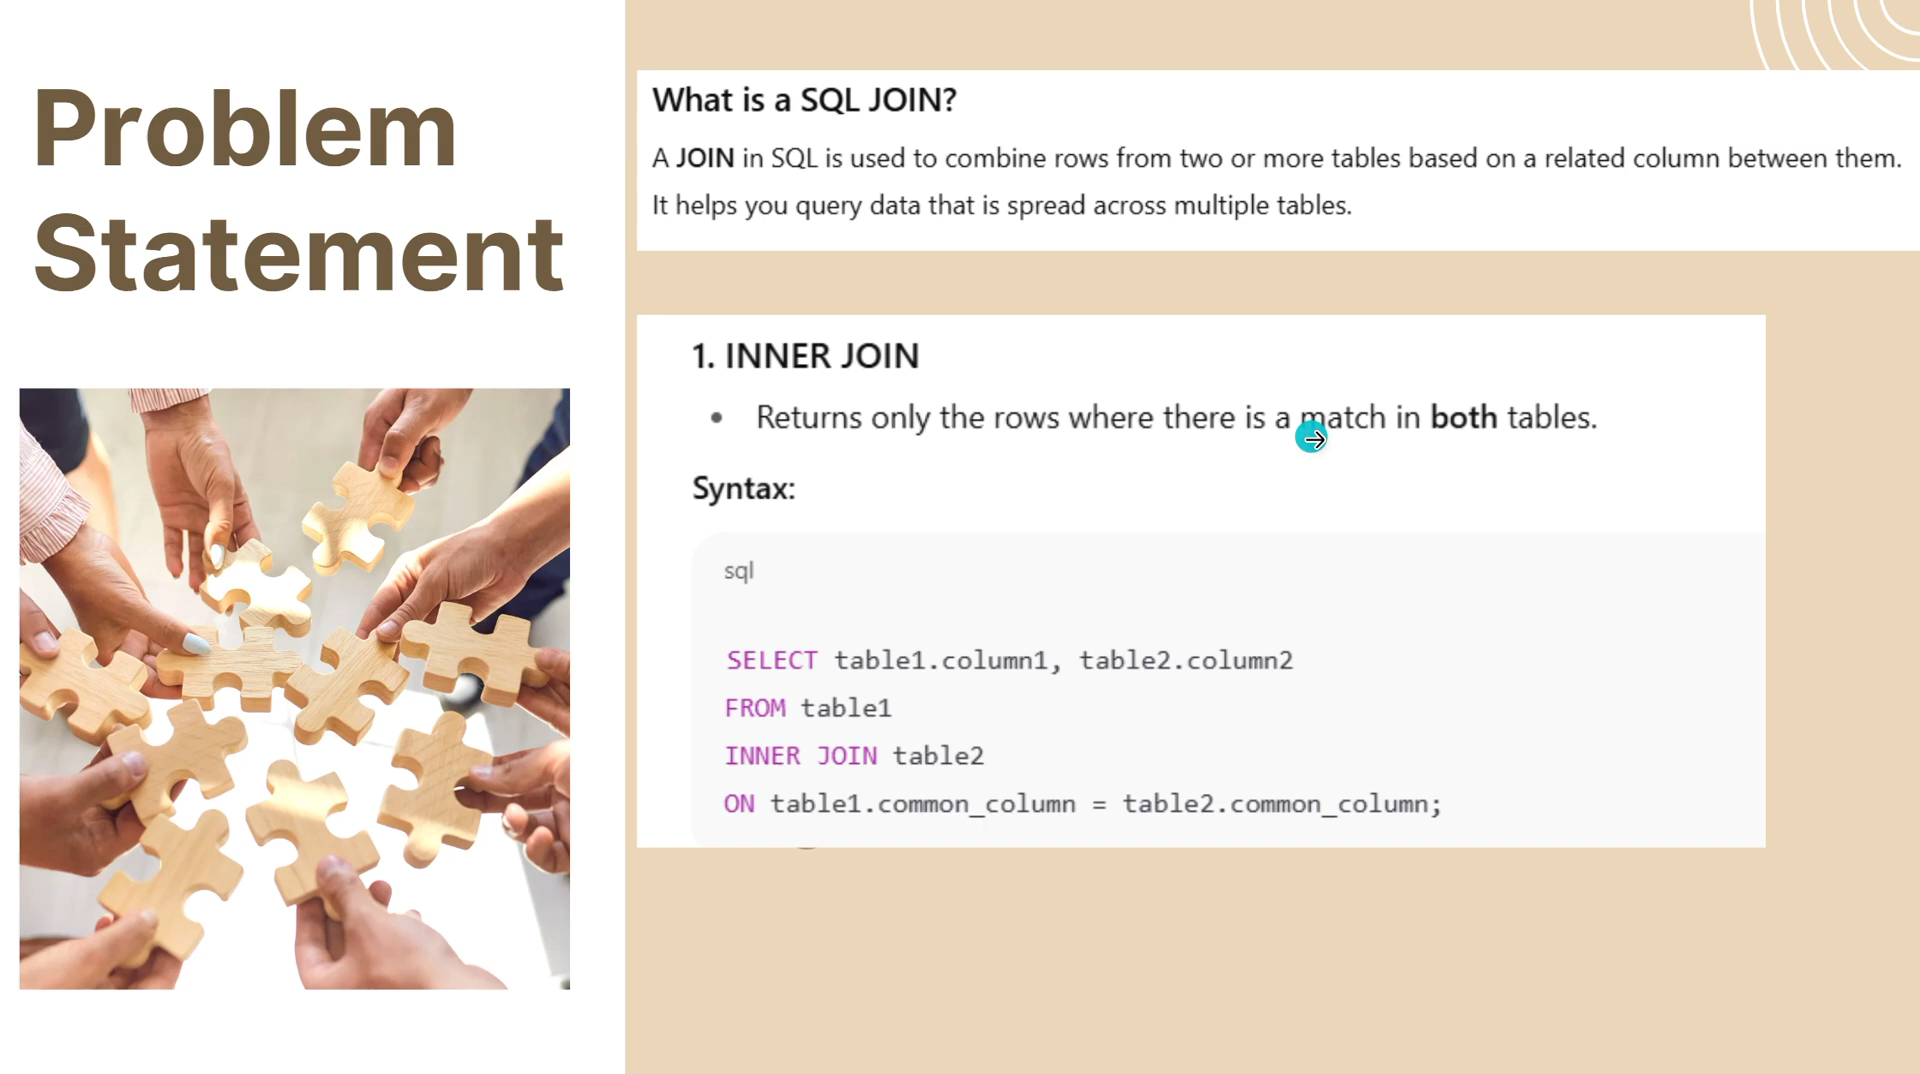 Problem
Statement
What is a SQL JOIN?
A JOIN in SQL is used to combine rows from two or more tables based on a related column between them.
It helps you query data that is spread across multiple tables.
1. INNER JOIN
• Returns only the rows where there is a match in both tables.
Syntax:
sql
SELECT table1.column1, table2.column2
FROM table1
INNER JOIN table2
ON table1.common_column = table2.common_column;